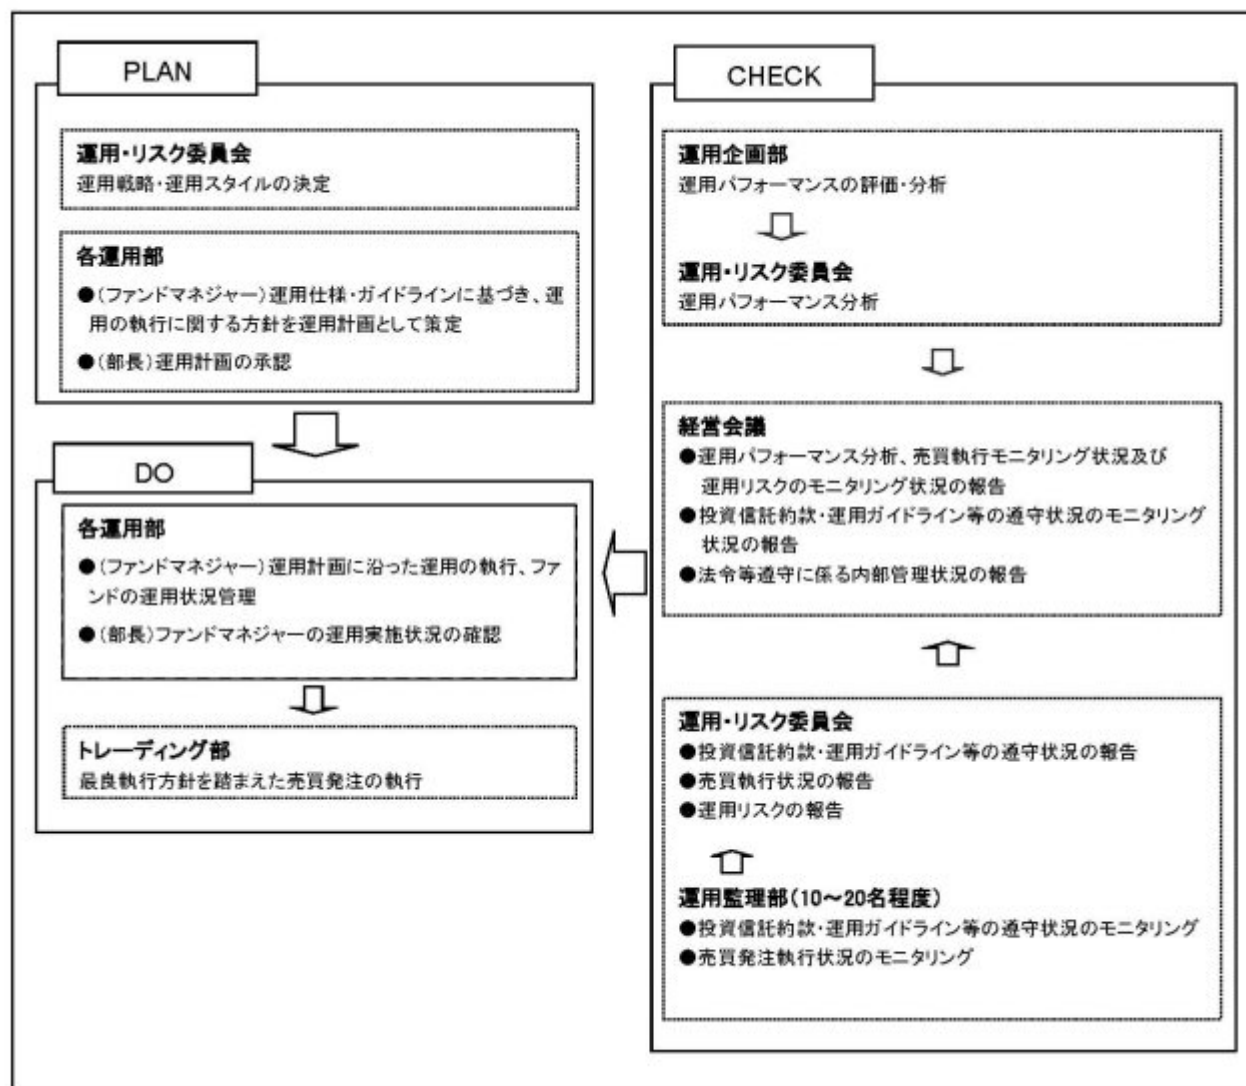 PLAN
運用・リスク委員会
運用戦略・運用スタイルの決定
各運用部
●(ファンドマネジャー)運用仕様・ガイドラインに基づき、運
用の執行に関する方針を運用計画として策定
●(部長)運用計画の承認
DO
各運用部
●(ファンドマネジャー)運用計画に沿った運用の執行、ファ
ンドの運用状況管理
●(部長)ファンドマネジャーの運用実施状況の確認
トレーディング部
最良執行方針を踏まえた売買発注の執行
CHECK
運用企画部
運用パフォーマンスの評価・分析
運用・リスク委員会
運用パフォーマンス分析
経営会議
●運用パフォーマンス分析、売買執行モニタリング状況及び
運用リスクのモニタリング状況の報告
●投資信託約款・運用ガイドライン等の遵守状況のモニタリング
状況の報告
●法令等遵守に係る内部管理状況の報告
運用・リスク委員会
●投資信託約款・運用ガイドライン等の遵守状況の報告
●売買執行状況の報告
●運用リスクの報告
運用監理部(10~20名程度)
●投資信託約款・運用ガイドライン等の遵守状況のモニタリング
●売買発注執行状況のモニタリング